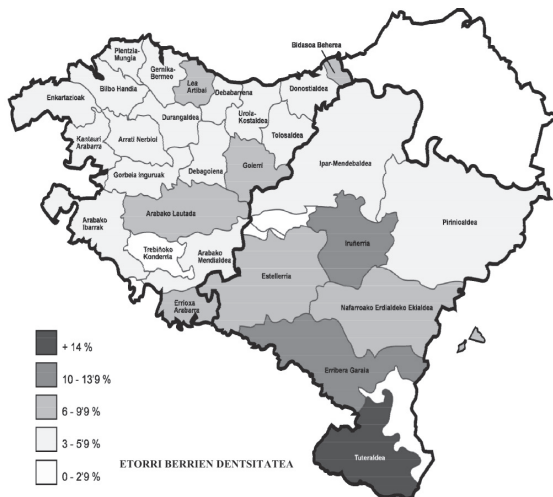 Bidasoa Beherea
Plentzia-
Mungia
Gernika-
Bermeo
Lea
Artibai
Debabarrena
Donostialdea
Enkartazioak
Bilbo Handia
Durangaldea
Urola-
Kostaldea
Tolosaldea
Kantauri
Arabarra
Arrati Nerbioi
Gorbeia Inguruak
Debagoiena
Goierri
Ipar-Mendebaldea
Arabako
Ibarrak
Arabako Lautada
Pirinioaldea
Trebiñoko
Konderria
Arabako
Mendialdea
Iruñerria
Estellerria
Errioxa
Arabarra
Nafarroako Erdialdeko Ekialdea
Erribera Garaia
Tuteraldea
+ 14 %
10 - 13'9 %
6 - 9'9 %
3 - 5'9 %
0 - 2'9 %
ETORRI BERRIEN DENTSITATEA